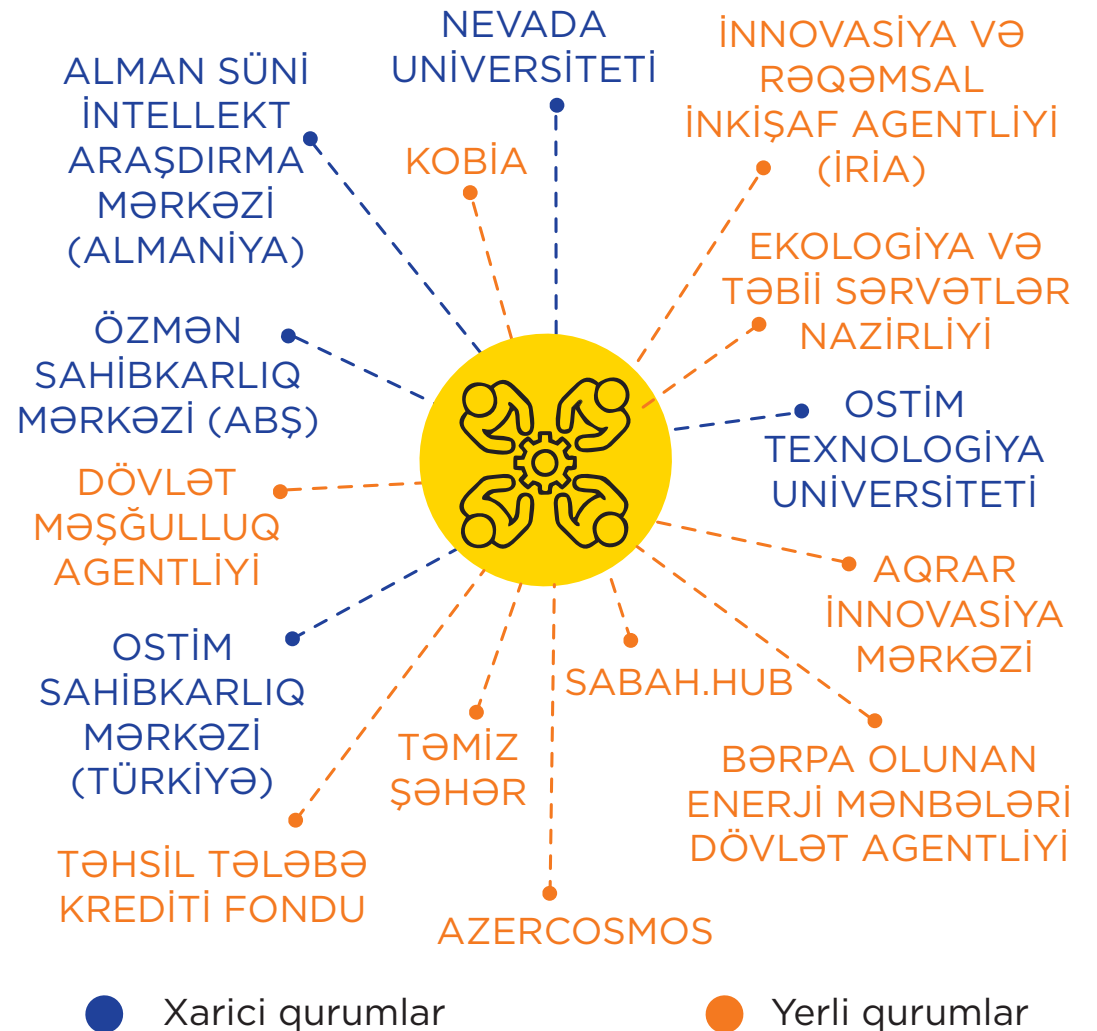 NEVADA
UNİVERSİTETİ
İNNOVASİYA VƏ
RƏQƏMSAL
İNKİŞAF AGENTLİYİ
(İRİA)
ALMAN SÜNİ
İNTELLEKT
ARAŞDIRMA
MƏRKƏZİ
(ALMANİYA)
KOBİA
EKOLOGİYA VƏ
TƏBİİ SƏRVƏTLƏR
NAZİRLİYİ
ÖZMƏN
SAHİBKARLIQ
MƏRKƏZİ (ABŞ)
OSTİM
TEXNOLOGİYA
UNİVERSİTETİ
DÖVLƏT
MƏŞĞULLUQ
AGENTLİYİ
AQRAR
İNNOVASİYA
MƏRKƏZİ
OSTİM
SAHİBKARLIQ
MƏRKƏZİ
(TÜRKİYƏ)
SABAH.HUB
TƏMİZ
ŞƏHƏR
BƏRPA OLUNAN
ENERJİ MƏNBƏLƏRİ
DÖVLƏT AGENTLİYİ
TƏHSİL TƏLƏBƏ
KREDİTİ FONDU
AZERCOSMOS
Xarici qurumlar
Yerli qurumlar